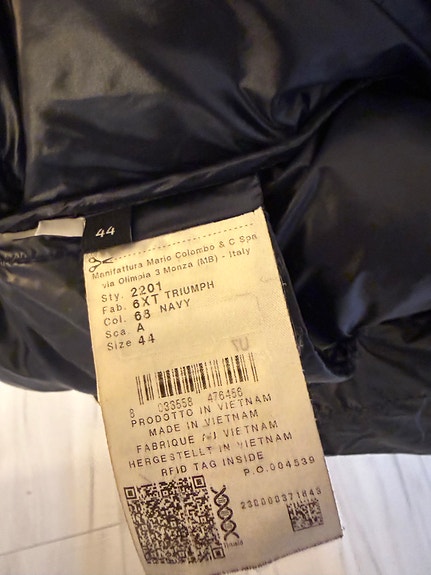 44
Manifattura Mario Colombo & C Spa
via Olimpia 3 Monza (MB) - Italy
Sty. 2201
Fab. 6XT TRIUMPH
Col. 68 NAVY
Sca. A
Size 44
8 033558 476456
PRODOTTO IN VIETNAM
MADE IN VIETNAM
FABRIQUE AU VIETNAM
HERGESTELLT IN VIETNAM
RFID TAG INSIDE
P.O.004539